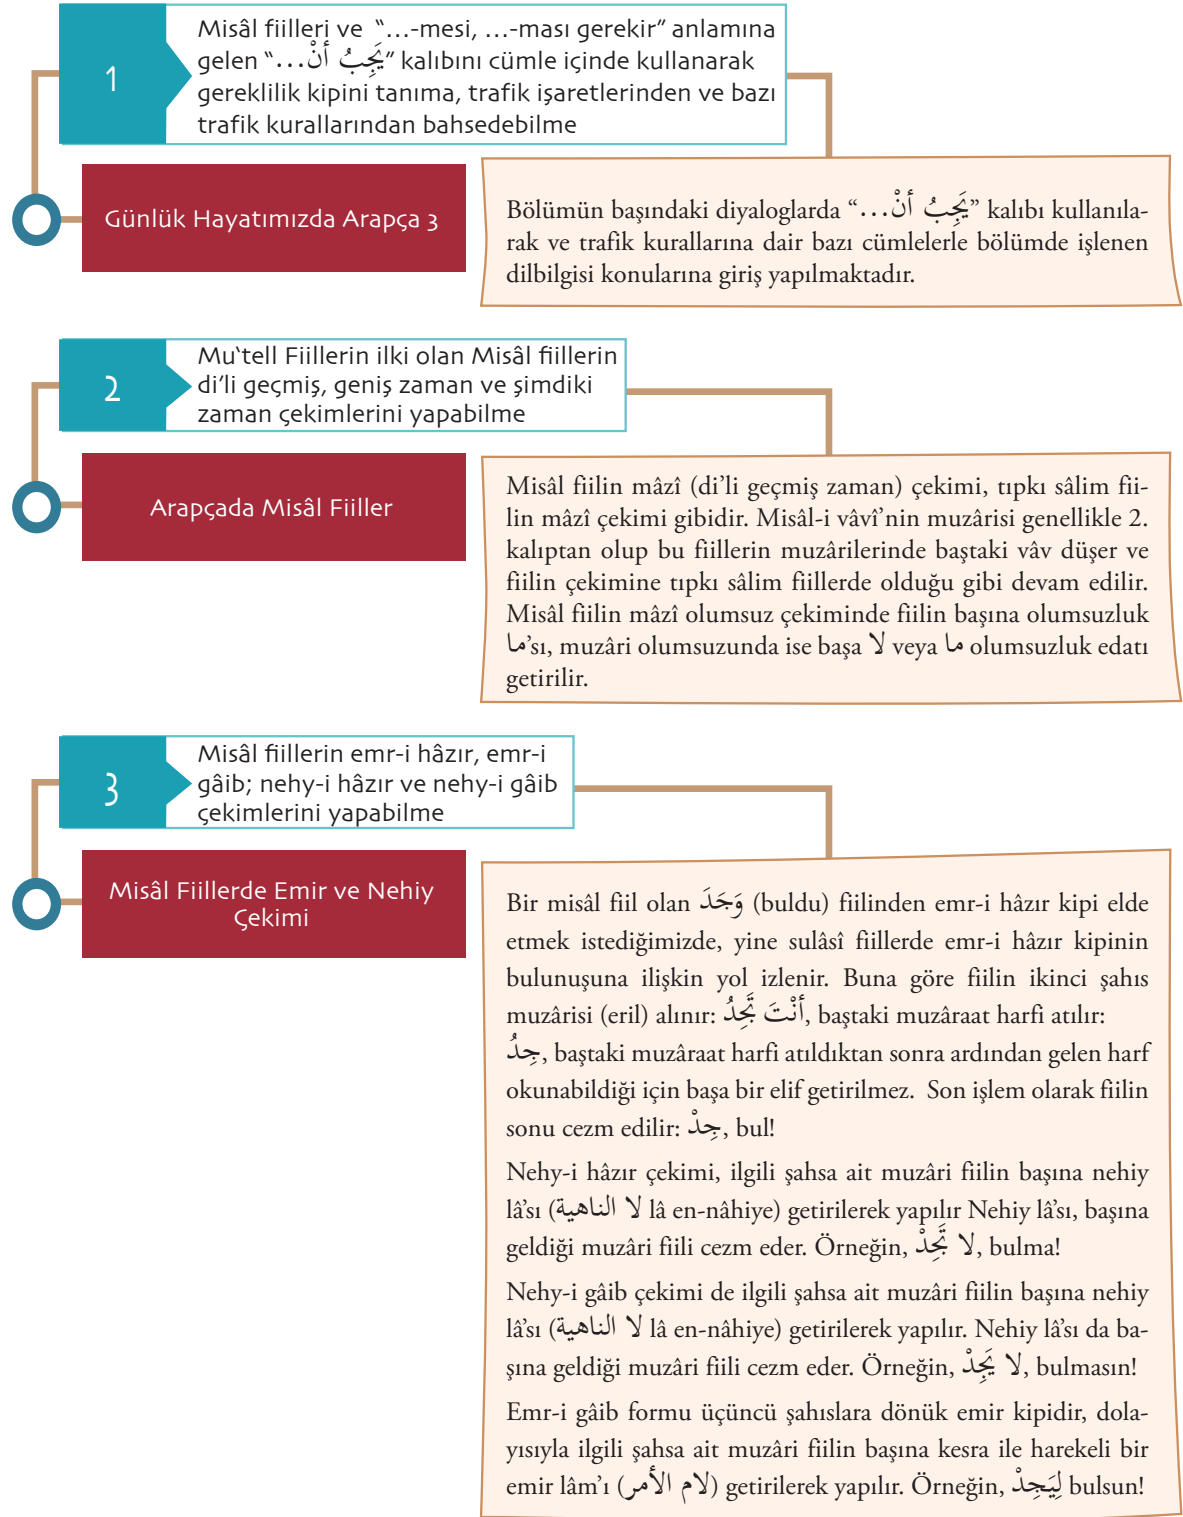 1
Misâl fiilleri ve “…-mesi, …-ması gerekir” anlamına
gelen “يَجِبُ أنْ...” kalıbını cümle içinde kullanarak
gereklilik kipini tanıma, trafik işaretlerinden ve bazı
trafik kurallarından bahsedebilme
Günlük Hayatımızda Arapça 3
Bölümün başındaki diyaloglarda “يَجِبُ أنْ...” kalıbı kullanıla-
rak ve trafik kurallarına dair bazı cümlelerle bölümde işlenen
dilbilgisi konularına giriş yapılmaktadır.
2
Mu‘tell Fiillerin ilki olan Misâl fiillerin
di’li geçmiş, geniş zaman ve şimdiki
zaman çekimlerini yapabilme
Arapçada Misâl Fiiller
Misâl fiilin mâzî (di’li geçmiş zaman) çekimi, tıpkı sâlim fii-
lin mâzî çekimi gibidir. Misâl-i vâvî’nin muzârisi genellikle 2.
kalıptan olup bu fiillerin muzârilerinde baştaki vâv düşer ve
fiilin çekimine tıpkı sâlim fiillerde olduğu gibi devam edilir.
Misâl fiilin mâzî olumsuz çekiminde fiilin başına olumsuzluk
ما’sı, muzâri olumsuzunda ise başa لا veya ما olumsuzluk edatı
getirilir.
3
Misâl fiillerin emr-i hâzır, emr-i
gâib; nehy-i hâzır ve nehy-i gâib
çekimlerini yapabilme
Misâl Fiillerde Emir ve Nehiy
Çekimi
Bir misâl fiil olan وَجَدَ (buldu) fiilinden emr-i hâzır kipi elde
etmek istediğimizde, yine sulâsî fiillerde emr-i hâzır kipinin
bulunuşuna ilişkin yol izlenir. Buna göre fiilin ikinci şahıs
muzârisi (eril) alınır: أنْتَ تَجِدُ, baştaki muzâraat harfi atılır:
جِدُ, baştaki muzâraat harfi atıldıktan sonra ardından gelen harf
okunabildiği için başa bir elif getirilmez. Son işlem olarak fiilin
sonu cezm edilir: جِدْ, bul!
Nehy-i hâzır çekimi, ilgili şahsa ait muzâri fiilin başına nehiy
lâ’sı (لا الناهية lâ en-nâhiye) getirilerek yapılır Nehiy lâ’sı, başına
geldiği muzâri fiili cezm eder. Örneğin, لا تَجِدْ, bulma!
Nehy-i gâib çekimi de ilgili şahsa ait muzâri fiilin başına nehiy
lâ’sı (لا الناهية lâ en-nâhiye) getirilerek yapılır. Nehiy lâ’sı da ba-
şına geldiği muzâri fiili cezm eder. Örneğin, لا يَجِدْ, bulmasın!
Emr-i gâib formu üçüncü şahıslara dönük emir kipidir, dola-
yısıyla ilgili şahsa ait muzâri fiilin başına kesra ile harekeli bir
emir lâm’ı (لام الأمر) getirilerek yapılır. Örneğin, لِيَجِدْ bulsun!